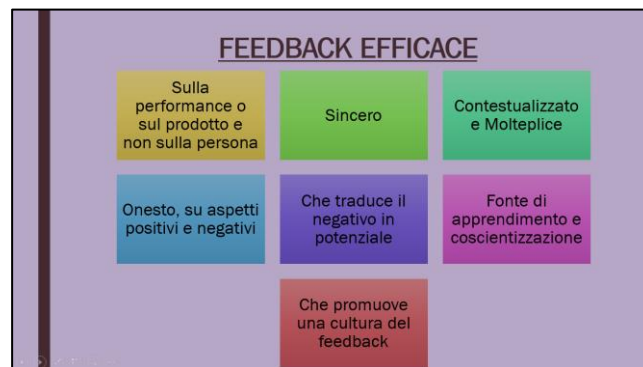 FEEDBACK EFFICACE
Sulla
performance o
sul prodotto e
non sulla persona
Sincero
Contestualizzato
e Molteplice
Onesto, su aspetti
positivi e negativi
Che traduce il
negativo in
potenziale
Fonte di
apprendimento e
coscientizzazione
Che promuove
una cultura del
feedback